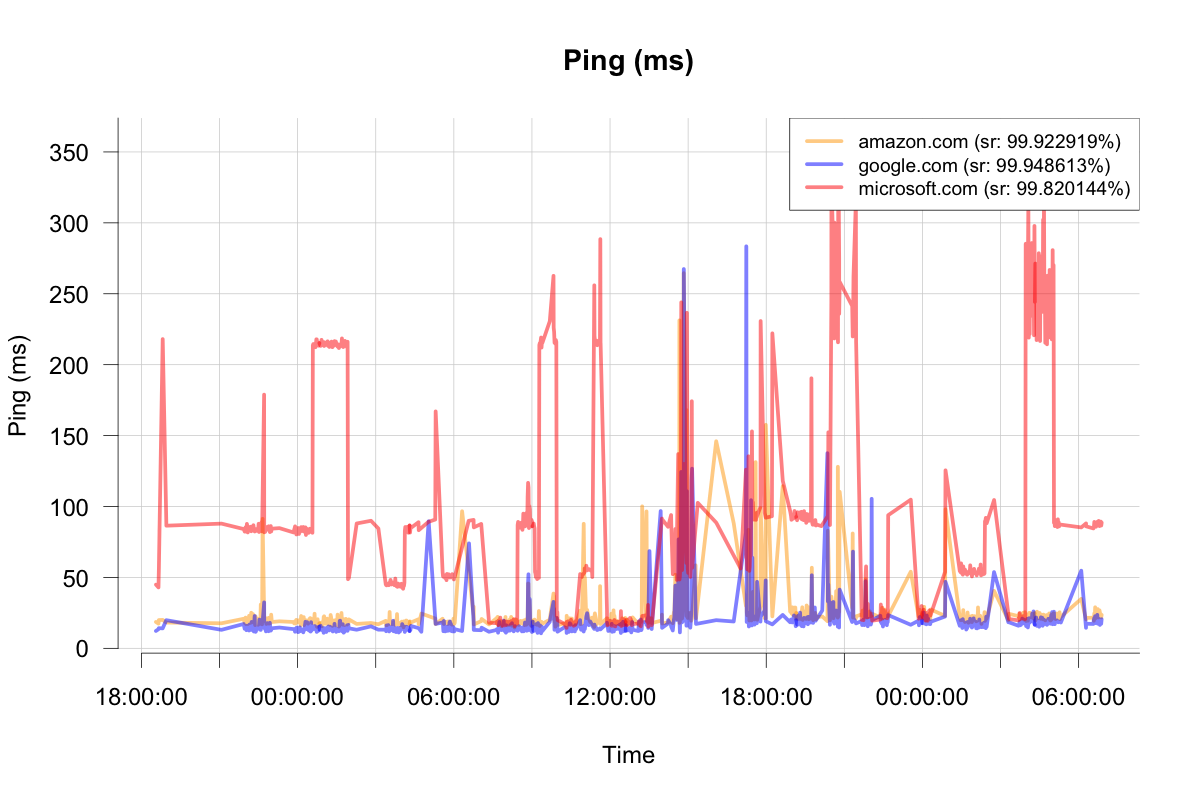 Ping (ms)
amazon.com (sr: 99.922919%)
google.com (sr: 99.948613%)
microsoft.com (sr: 99.820144%)
350
300
250
200
150
100
50
0
Ping (ms)
18:00:00 00:00:00 06:00:00 12:00:00 18:00:00 00:00:00 06:00:00
Time